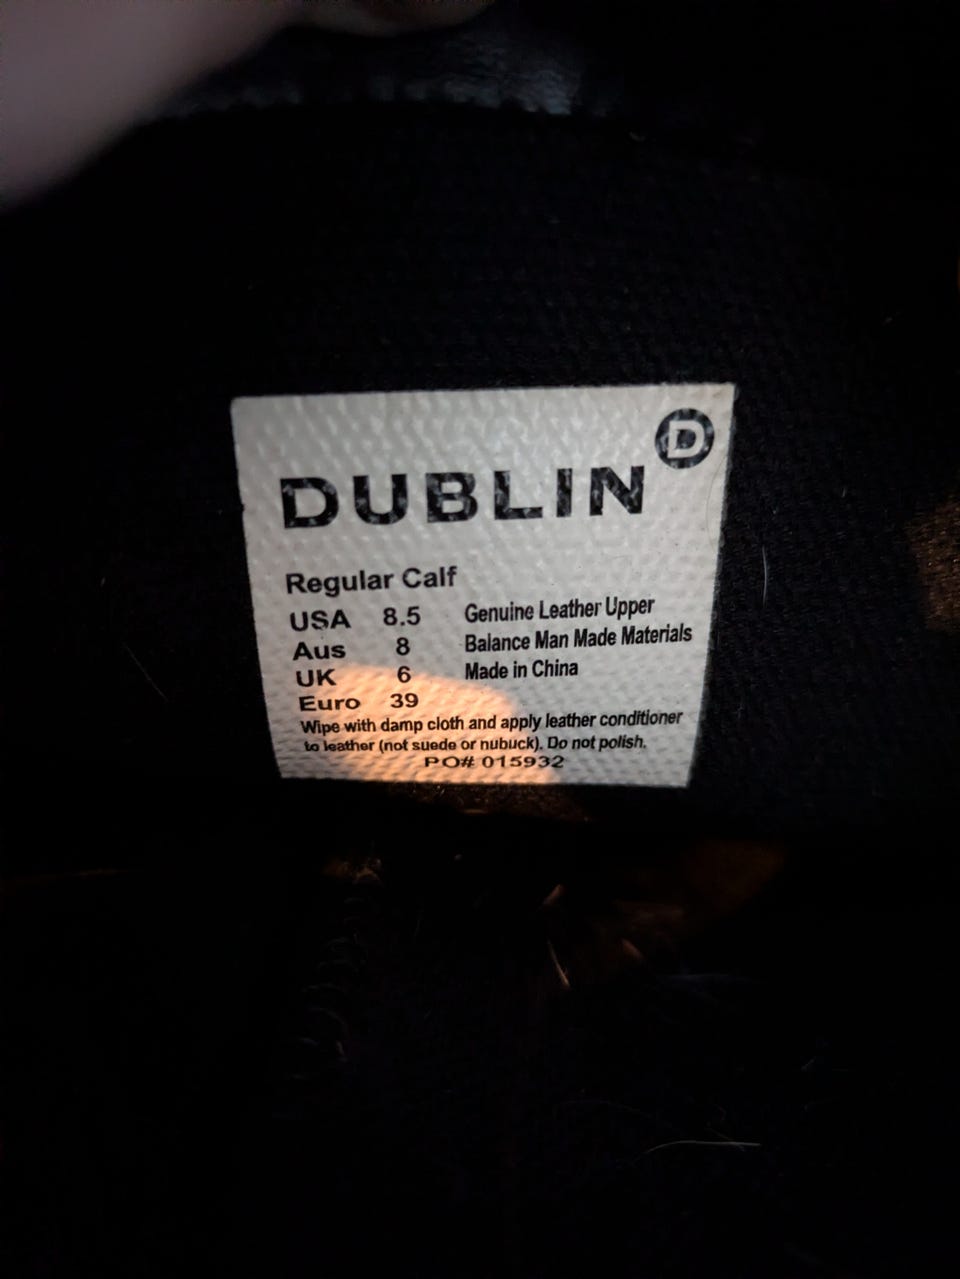 D
DUBLIN
Regular Calf
USA 8.5 Genuine Leather Upper
Aus 8 Balance Man Made Materials
UK 6 Made in China
Euro 39
Wipe with damp cloth and apply leather conditioner
to leather (not suede or nubuck). Do not polish.
PO# 015932